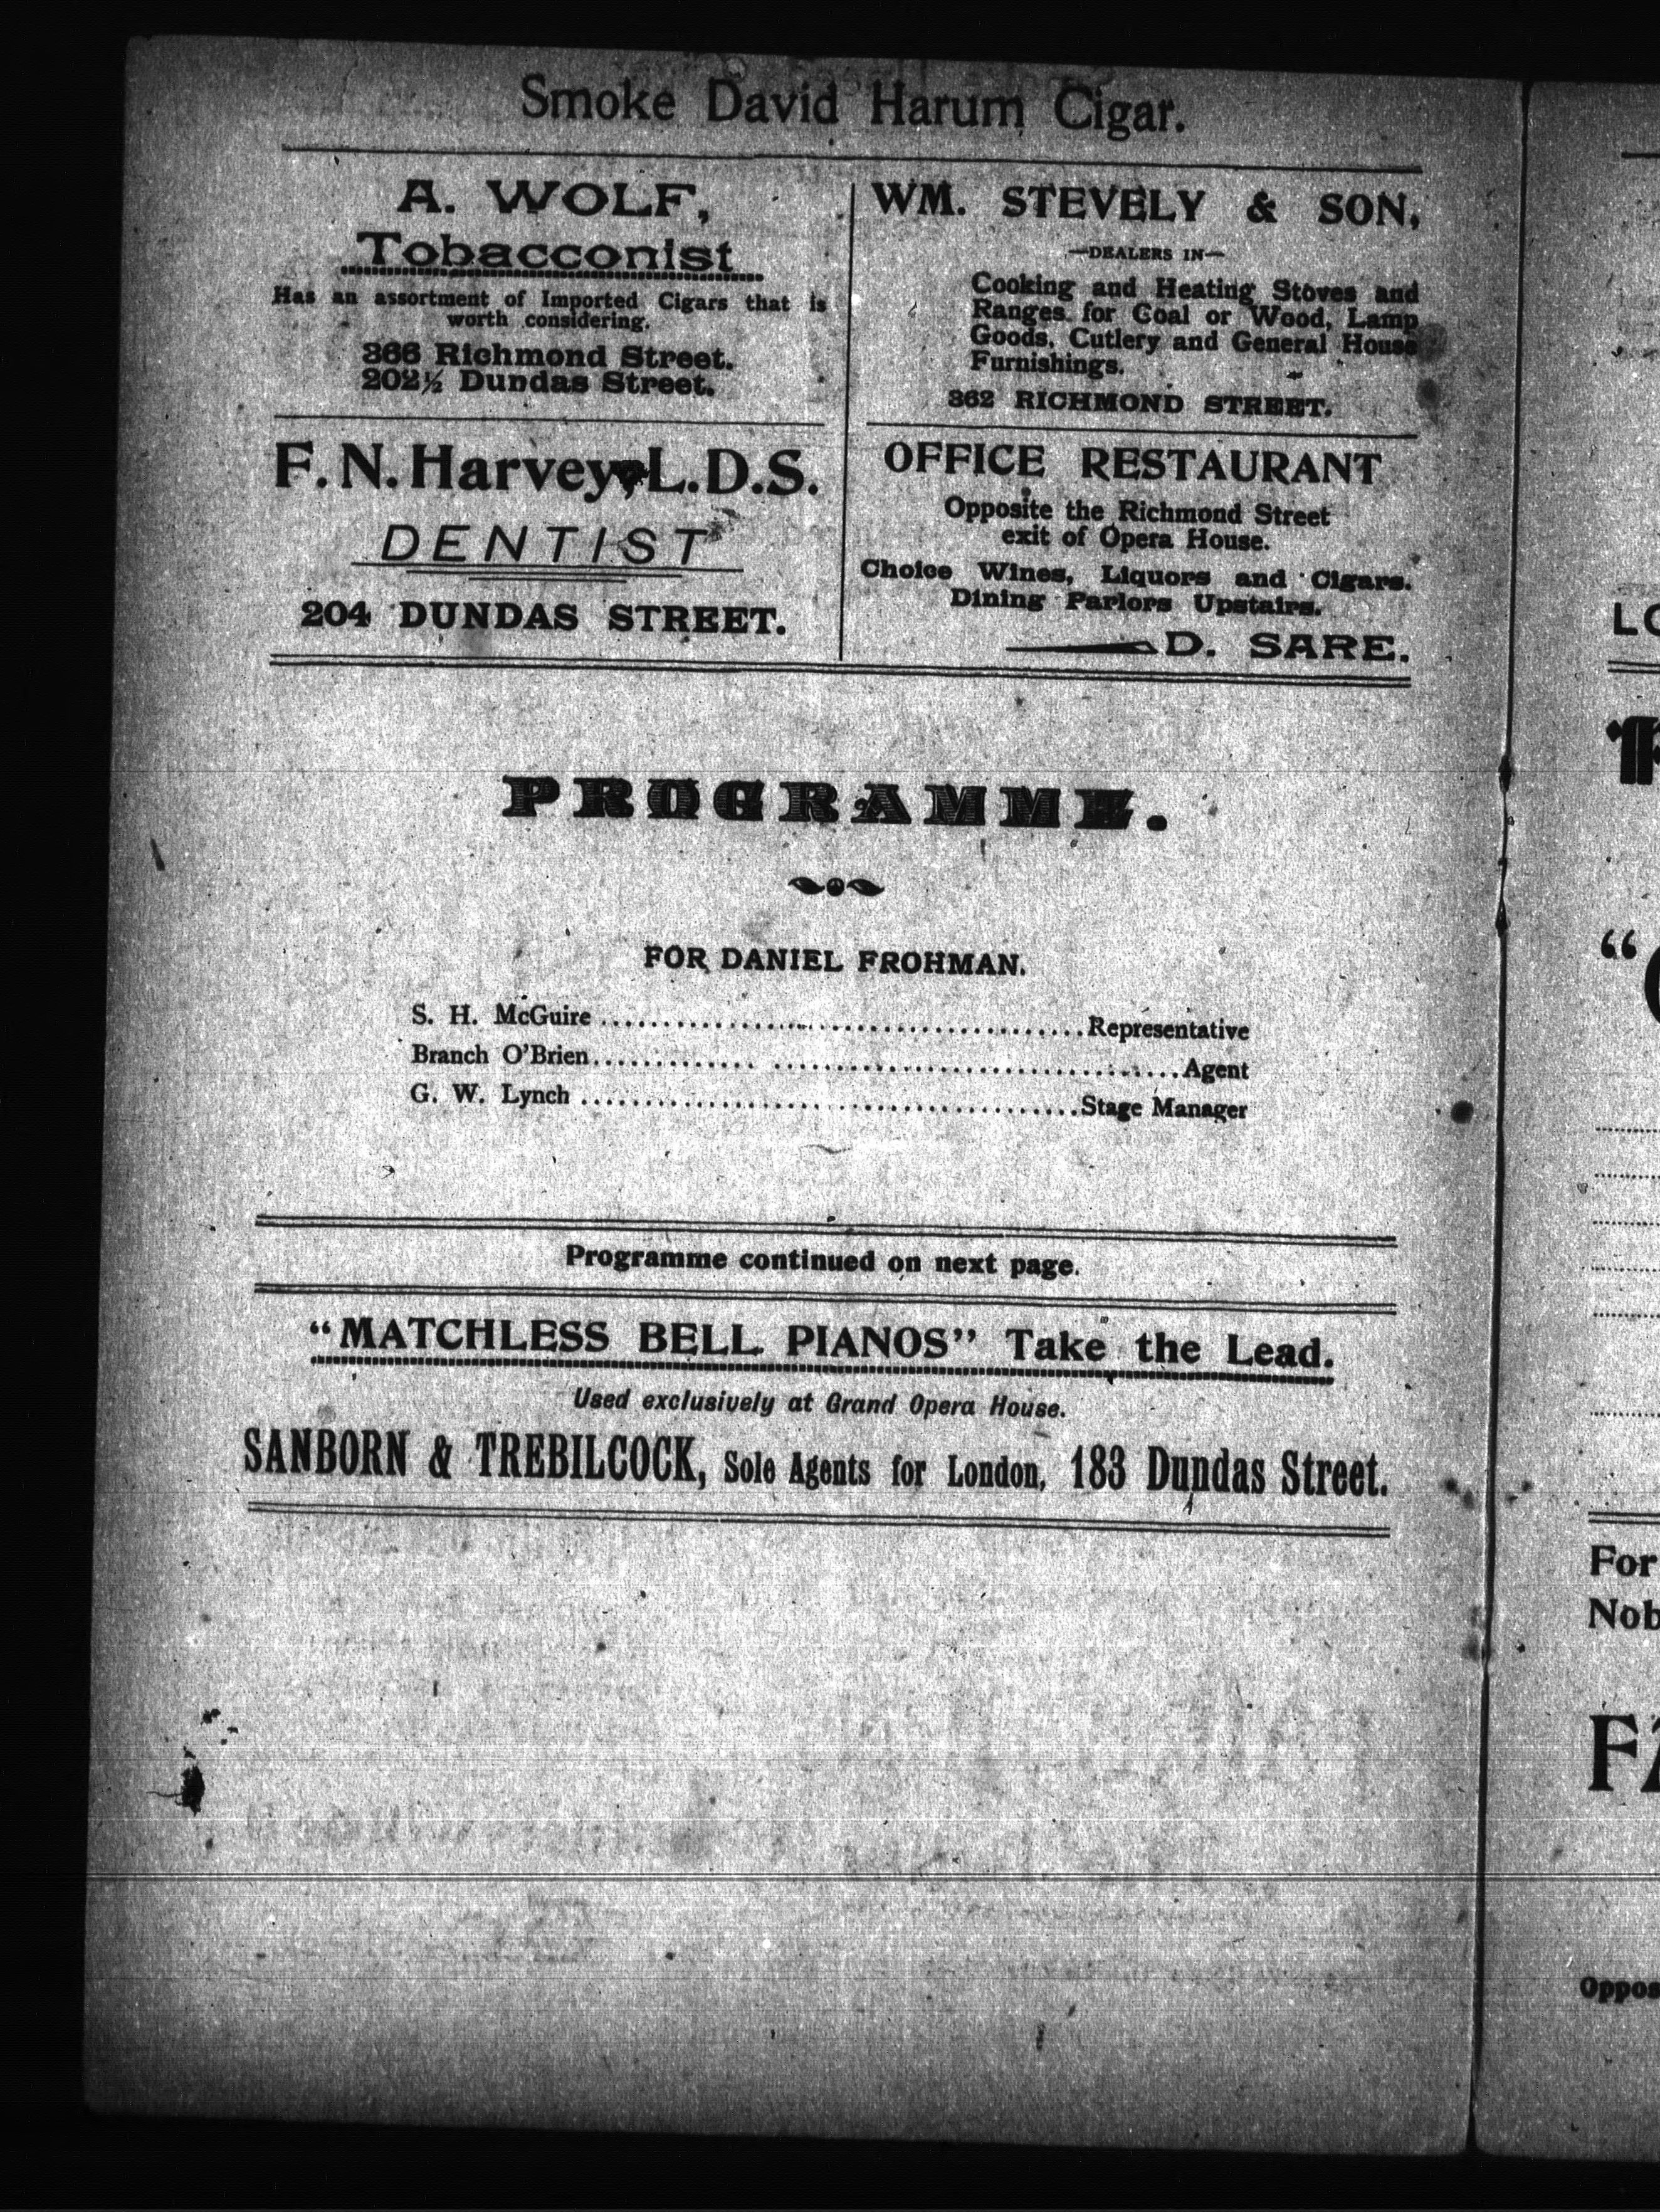 Smoke David Harum Cigar.
A. WOLF,
Tobacconist
Has an assortment of Imported Cigars that is
worth considering.
366 Richmond Street.
202½ Dundas Street.
WM. STEVELY & SON,
—DEALERS IN—
Cooking and Heating Stoves and
Ranges for Coal or Wood, Lamp
Goods, Cutlery and General House
Furnishings.
362 RICHMOND STREET.
F. N. Harvey, L.D.S.
DENTIST
204 DUNDAS STREET.
OFFICE RESTAURANT
Opposite the Richmond Street
exit of Opera House.
Choice Wines, Liquors and Cigars.
Dining Parlors Upstairs.
D. SARE.
PROGRAMME.
FOR DANIEL FROHMAN.
S. H. McGuire ........................................ Representative
Branch O'Brien ........................................ Agent
G. W. Lynch ........................................ Stage Manager
Programme continued on next page.
"MATCHLESS BELL PIANOS" Take the Lead.
Used exclusively at Grand Opera House.
SANBORN & TREBILCOCK, Sole Agents for London, 183 Dundas Street.
For